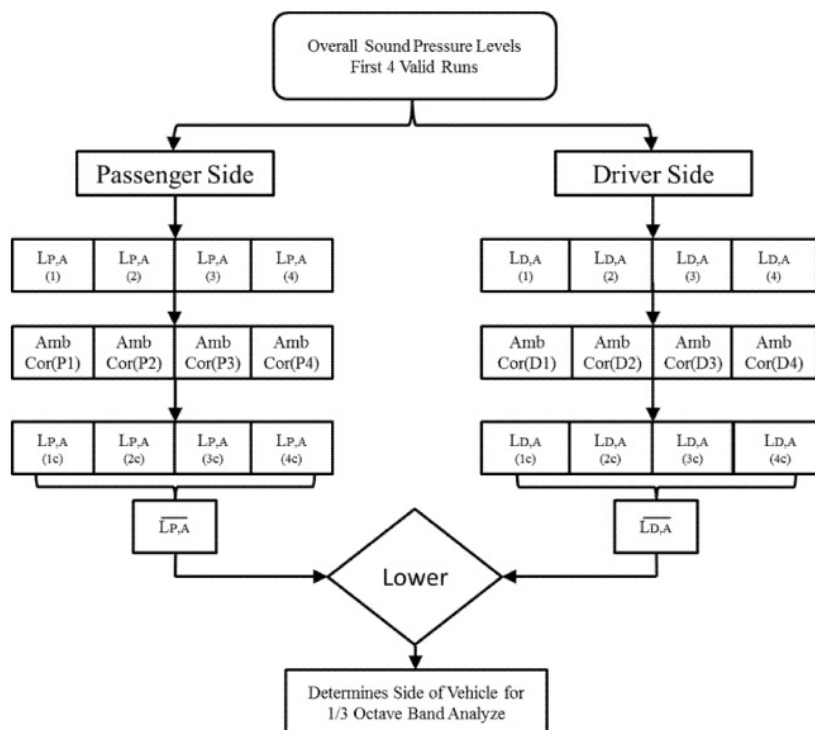 Overall Sound Pressure Levels
First 4 Valid Runs
Passenger Side
Driver Side
LP,A LP,A LP,A LP,A
(1) (2) (3) (4)
LD,A LD,A LD,A LD,A
(1) (2) (3) (4)
Amb Amb Amb Amb
Cor(P1) Cor(P2) Cor(P3) Cor(P4)
Amb Amb Amb Amb
Cor(D1) Cor(D2) Cor(D3) Cor(D4)
LP,A LP,A LP,A LP,A
(1c) (2c) (3c) (4c)
LD,A LD,A LD,A LD,A
(1c) (2c) (3c) (4c)
LP,A
LD,A
Lower
Determines Side of Vehicle for
1/3 Octave Band Analyze